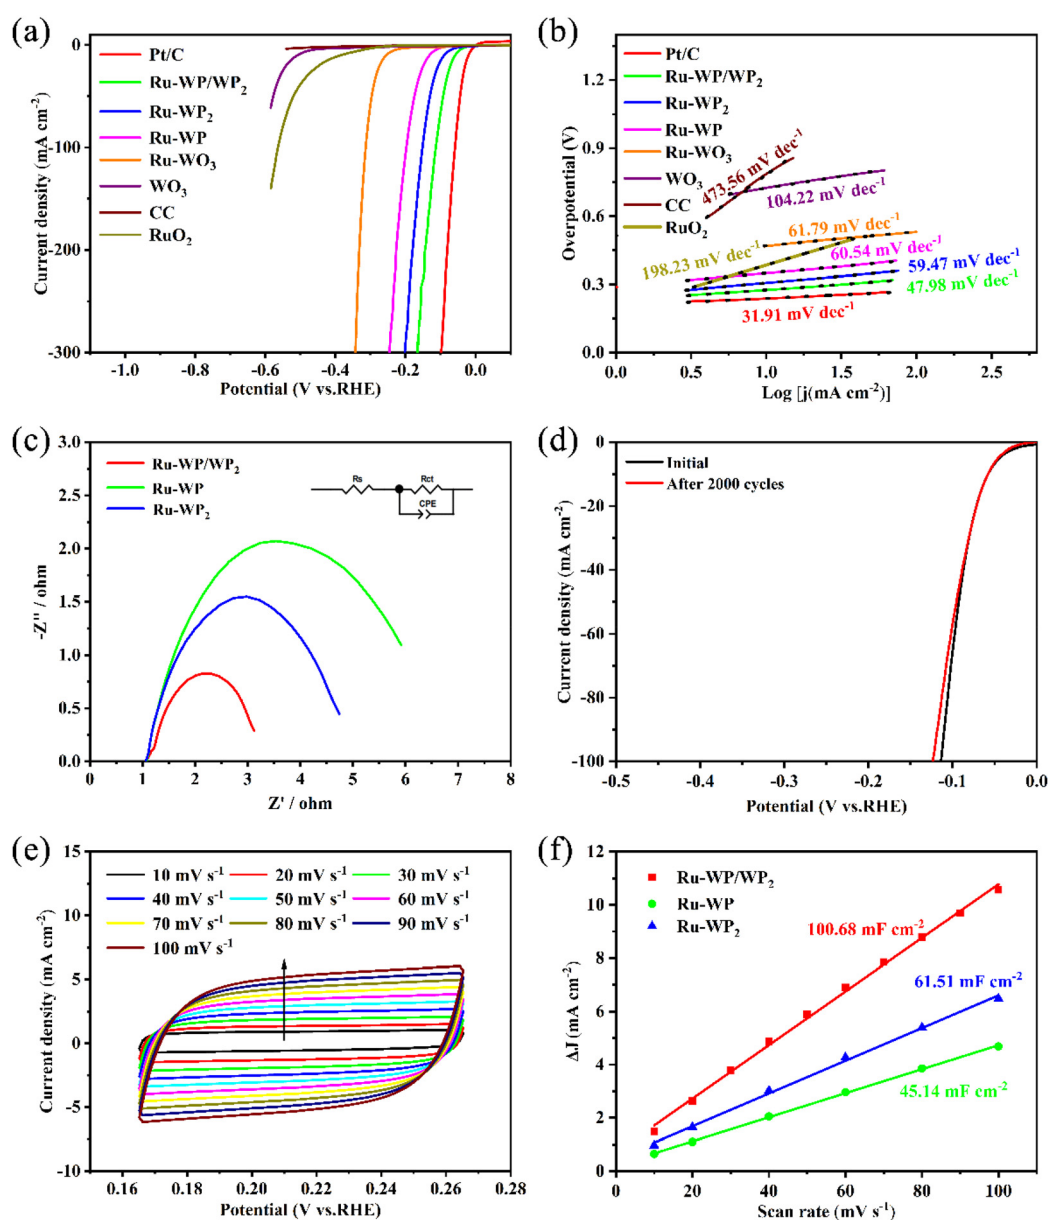 (a)
Pt/C
Ru-WP/WP₂
Ru-WP₂
Ru-WP
Ru-WO₃
WO₃
CC
RuO₂
0
-100
-200
-300
Current density (mA cm⁻²)
-1.0 -0.8 -0.6 -0.4 -0.2 0.0
Potential (V vs.RHE)
(b)
Pt/C
Ru-WP/WP₂
Ru-WP₂
Ru-WP
Ru-WO₃
WO₃
CC
RuO₂
473.56 mV dec⁻¹
104.22 mV dec⁻¹
61.79 mV dec⁻¹
198.23 mV dec⁻¹
60.54 mV dec⁻¹
59.47 mV dec⁻¹
47.98 mV dec⁻¹
31.91 mV dec⁻¹
1.2
0.9
0.6
0.3
0.0
Overpotential (V)
0.0 0.5 1.0 1.5 2.0 2.5
Log [j(mA cm⁻²)]
(c)
Ru-WP/WP₂
Ru-WP
Ru-WP₂
Rs
Rct
CPE
3.0
2.5
2.0
1.5
1.0
0.5
0.0
-Z'' / ohm
0 1 2 3 4 5 6 7 8
Z' / ohm
(d)
Initial
After 2000 cycles
0
-20
-40
-60
-80
-100
Current density (mA cm⁻²)
-0.5 -0.4 -0.3 -0.2 -0.1 0.0
Potential (V vs.RHE)
(e)
10 mV s⁻¹ 20 mV s⁻¹ 30 mV s⁻¹
40 mV s⁻¹ 50 mV s⁻¹ 60 mV s⁻¹
70 mV s⁻¹ 80 mV s⁻¹ 90 mV s⁻¹
100 mV s⁻¹
15
10
5
0
-5
-10
Current density (mA cm⁻²)
0.16 0.18 0.20 0.22 0.24 0.26 0.28
Potential (V vs.RHE)
(f)
Ru-WP/WP₂
Ru-WP
Ru-WP₂
100.68 mF cm⁻²
61.51 mF cm⁻²
45.14 mF cm⁻²
12
10
8
6
4
2
0
ΔJ (mA cm⁻²)
0 20 40 60 80 100
Scan rate (mV s⁻¹)